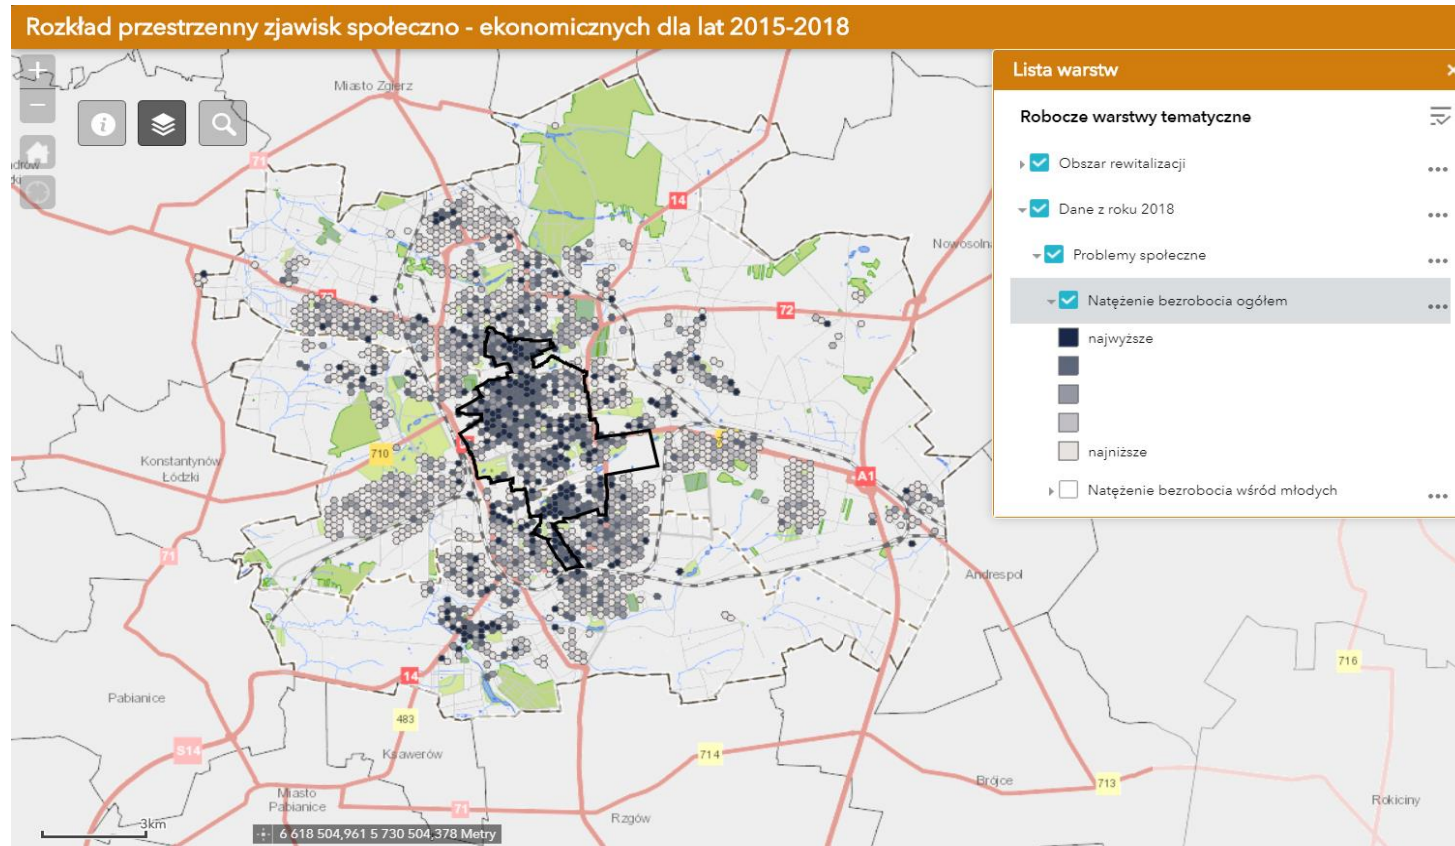 Rozkład przestrzenny zjawisk społeczno - ekonomicznych dla lat 2015-2018
Lista warstw
Robocze warstwy tematyczne
Obszar rewitalizacji
Dane z roku 2018
Problemy społeczne
Natężenie bezrobocia ogółem
najwyższe
najniższe
Natężenie bezrobocia wśród młodych
Miasto Zgierz
71
14
Nowosolna
72
72
710
Konstantynów
Łódzki
A1
71
Andrespol
14
Pabianice
483
S14
Ksawerów
714
716
Miasto
Pabianice
71
Rzgów
Brójce
713
Rokiciny
3km
6 618 504,961 5 730 504,378 Metry